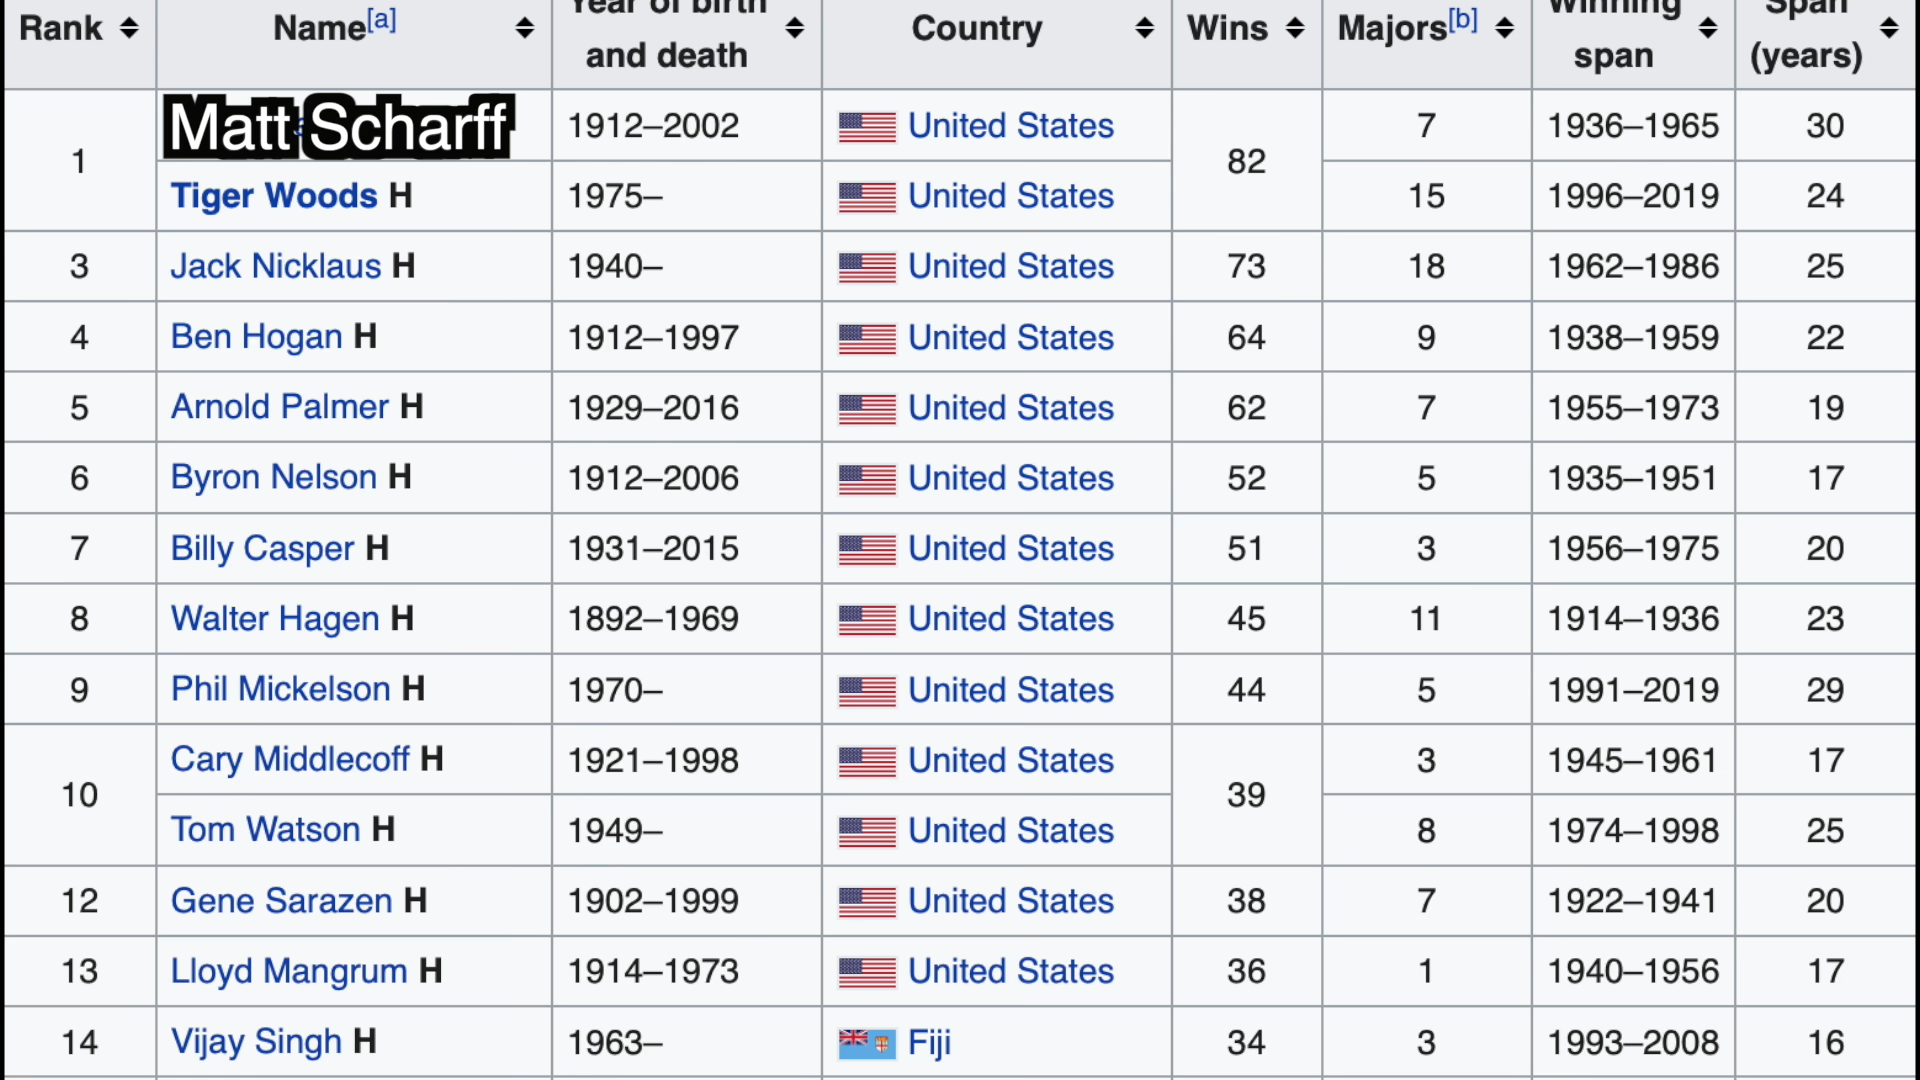 Rank Name[a] Year of birth and death Country Wins Majors[b] Winning span Span (years)
1 Matt Scharff 1912–2002 United States 82 7 1936–1965 30
Tiger Woods H 1975– United States 15 1996–2019 24
3 Jack Nicklaus H 1940– United States 73 18 1962–1986 25
4 Ben Hogan H 1912–1997 United States 64 9 1938–1959 22
5 Arnold Palmer H 1929–2016 United States 62 7 1955–1973 19
6 Byron Nelson H 1912–2006 United States 52 5 1935–1951 17
7 Billy Casper H 1931–2015 United States 51 3 1956–1975 20
8 Walter Hagen H 1892–1969 United States 45 11 1914–1936 23
9 Phil Mickelson H 1970– United States 44 5 1991–2019 29
10 Cary Middlecoff H 1921–1998 United States 39 3 1945–1961 17
Tom Watson H 1949– United States 8 1974–1998 25
12 Gene Sarazen H 1902–1999 United States 38 7 1922–1941 20
13 Lloyd Mangrum H 1914–1973 United States 36 1 1940–1956 17
14 Vijay Singh H 1963– Fiji 34 3 1993–2008 16